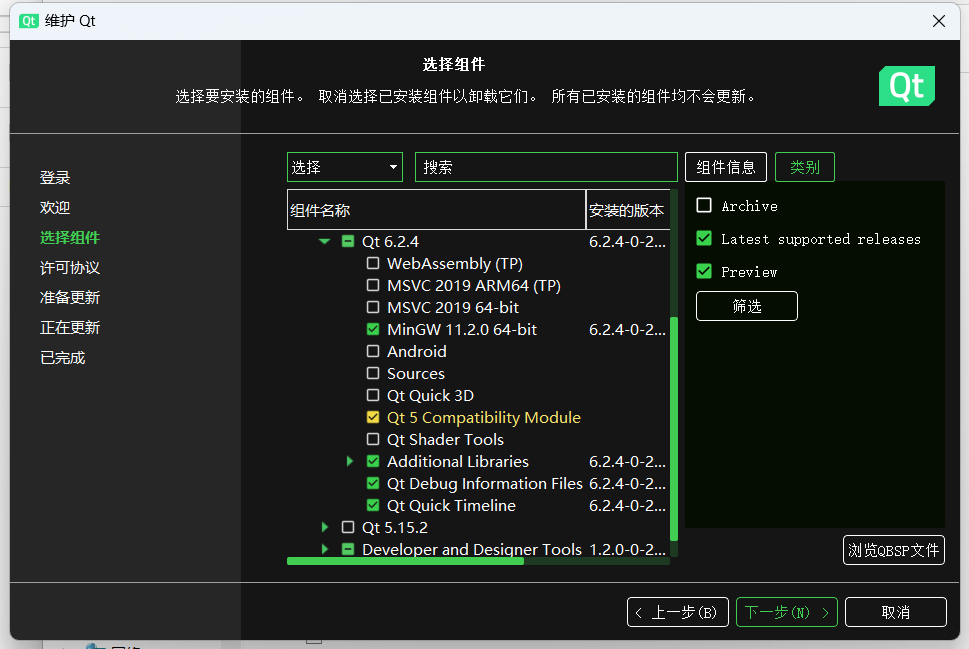 Qt 维护 Qt
选择组件
选择要安装的组件。 取消选择已安装组件以卸载它们。 所有已安装的组件均不会更新。
Qt
登录
欢迎
选择组件
许可协议
准备更新
正在更新
已完成
选择 搜索 组件信息 类别
组件名称 安装的版本
Qt 6.2.4 6.2.4-0-2...
WebAssembly (TP)
MSVC 2019 ARM64 (TP)
MSVC 2019 64-bit
MinGW 11.2.0 64-bit 6.2.4-0-2...
Android
Sources
Qt Quick 3D
Qt 5 Compatibility Module
Qt Shader Tools
Additional Libraries 6.2.4-0-2...
Qt Debug Information Files 6.2.4-0-2...
Qt Quick Timeline 6.2.4-0-2...
Qt 5.15.2
Developer and Designer Tools 1.2.0-0-2...
Archive
Latest supported releases
Preview
筛选
浏览QBSP文件
< 上一步(B) 下一步(N) > 取消